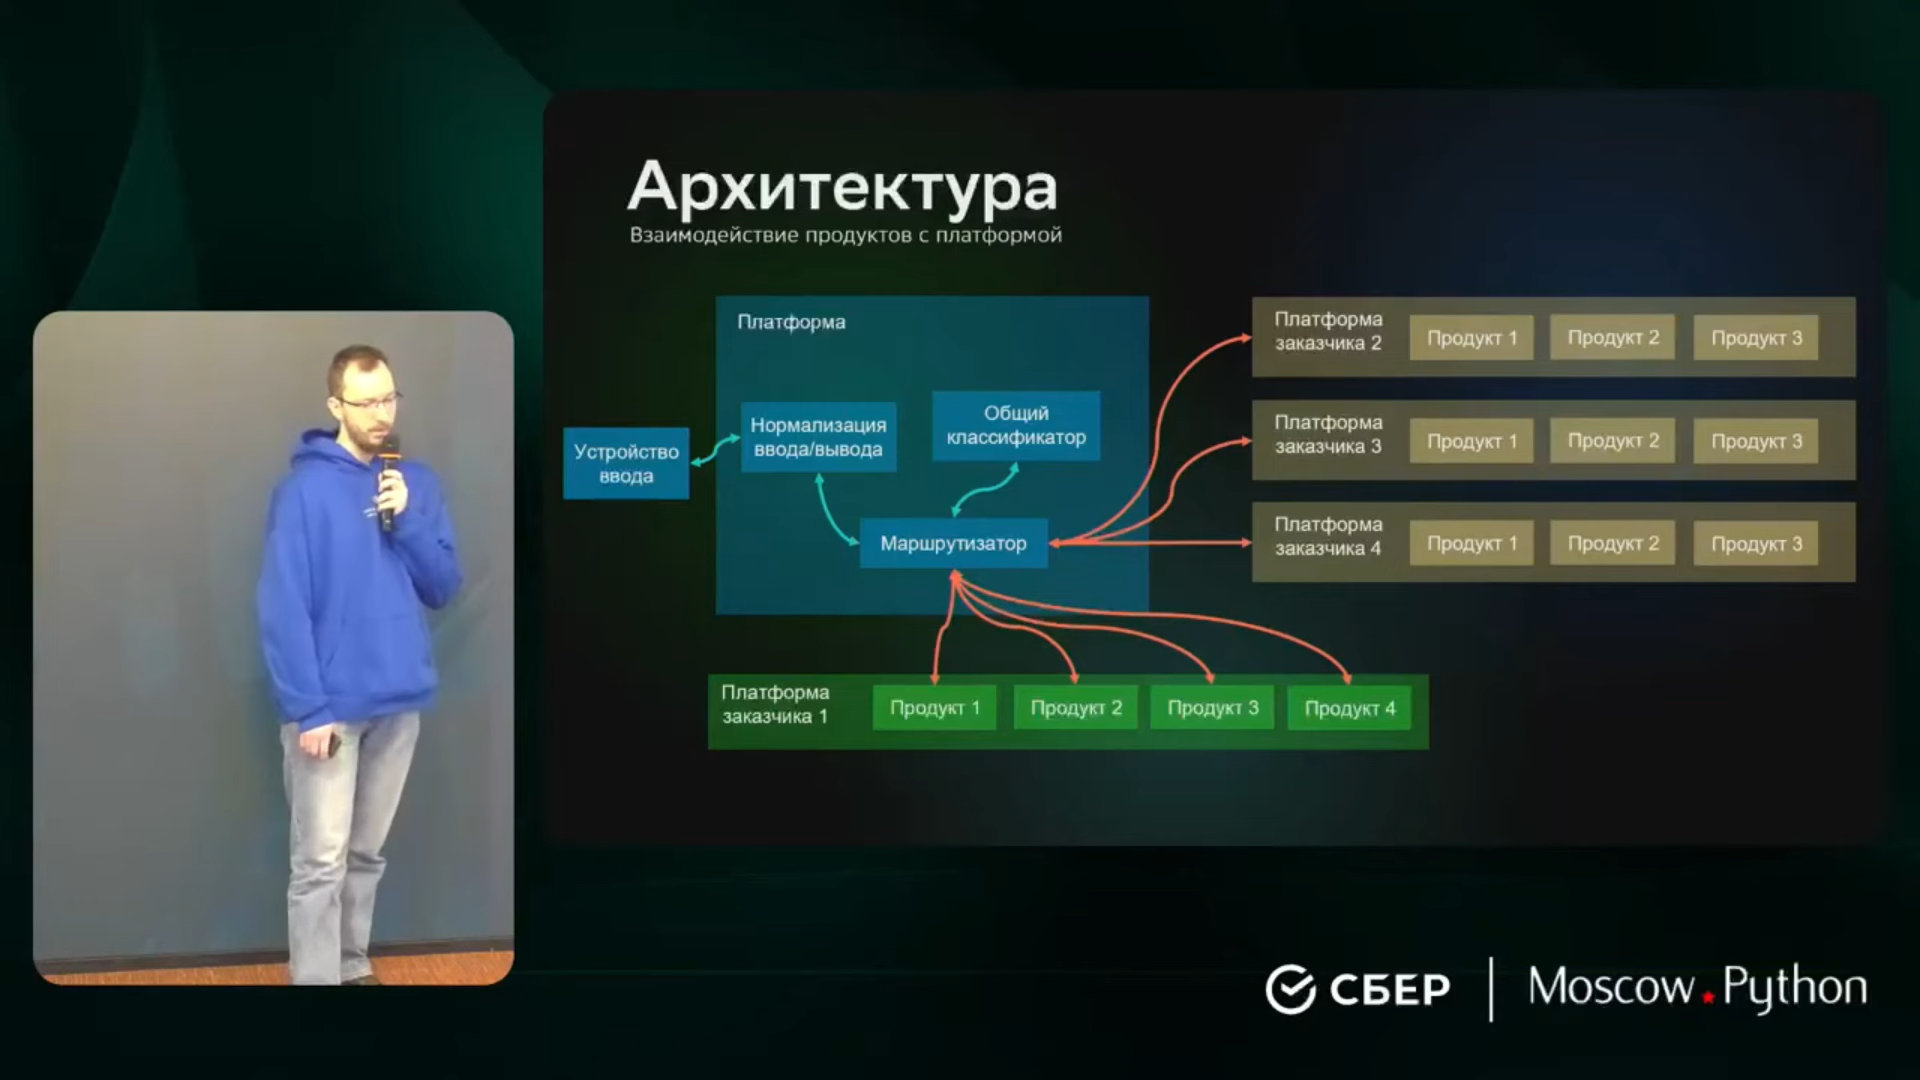 Архитектура
Взаимодействие продуктов с платформой
Платформа
Устройство
ввода
Нормализация
ввода/вывода
Общий
классификатор
Маршрутизатор
Платформа
заказчика 2
Продукт 1
Продукт 2
Продукт 3
Платформа
заказчика 3
Продукт 1
Продукт 2
Продукт 3
Платформа
заказчика 4
Продукт 1
Продукт 2
Продукт 3
Платформа
заказчика 1
Продукт 1
Продукт 2
Продукт 3
Продукт 4
СБЕР
Moscow Python